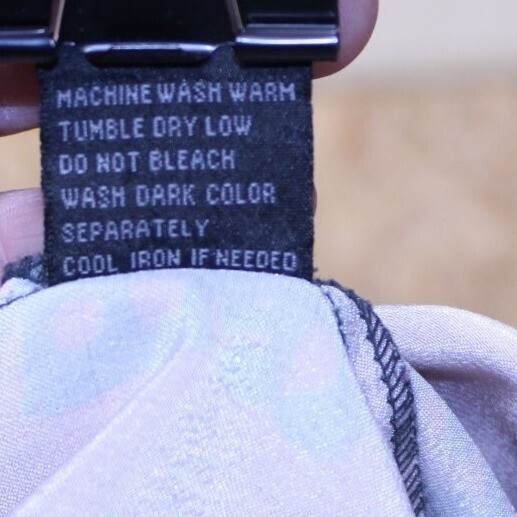 MACHINE WASH WARM
TUMBLE DRY LOW
DO NOT BLEACH
WASH DARK COLOR
SEPARATELY
COOL IRON IF NEEDED